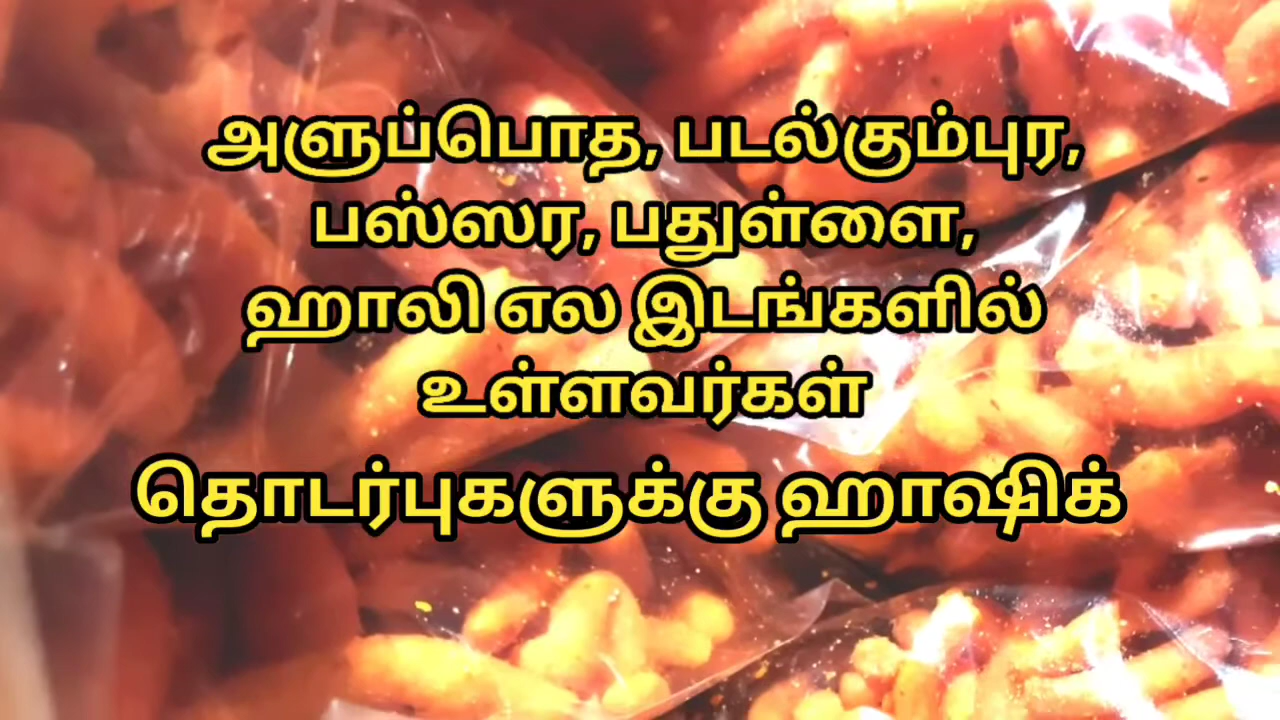 அளுப்பொத, படல்கும்புர,
பஸ்ஸர, பதுள்ளை,
ஹாலி எல இடங்களில்
உள்ளவர்கள்
தொடர்புகளுக்கு ஹாஷிக்